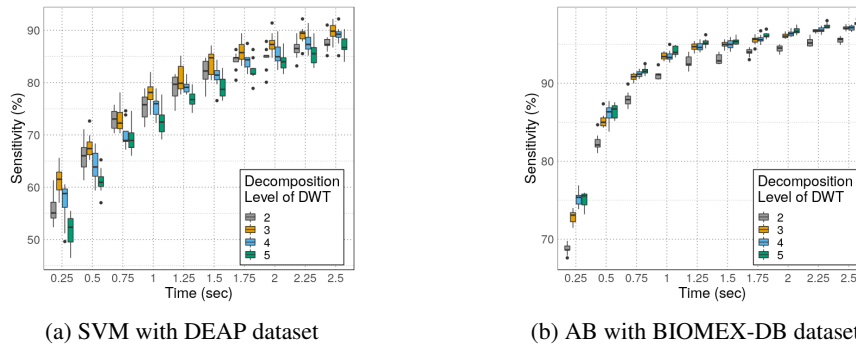 90
80
70
60
50
Sensitivity (%)
0.25 0.5 0.75 1 1.25 1.5 1.75 2 2.25 2.5
Time (sec)
Decomposition
Level of DWT
2
3
4
5
(a) SVM with DEAP dataset
90
80
70
Sensitivity (%)
0.25 0.5 0.75 1 1.25 1.5 1.75 2 2.25 2.5
Time (sec)
Decomposition
Level of DWT
2
3
4
5
(b) AB with BIOMEX-DB dataset